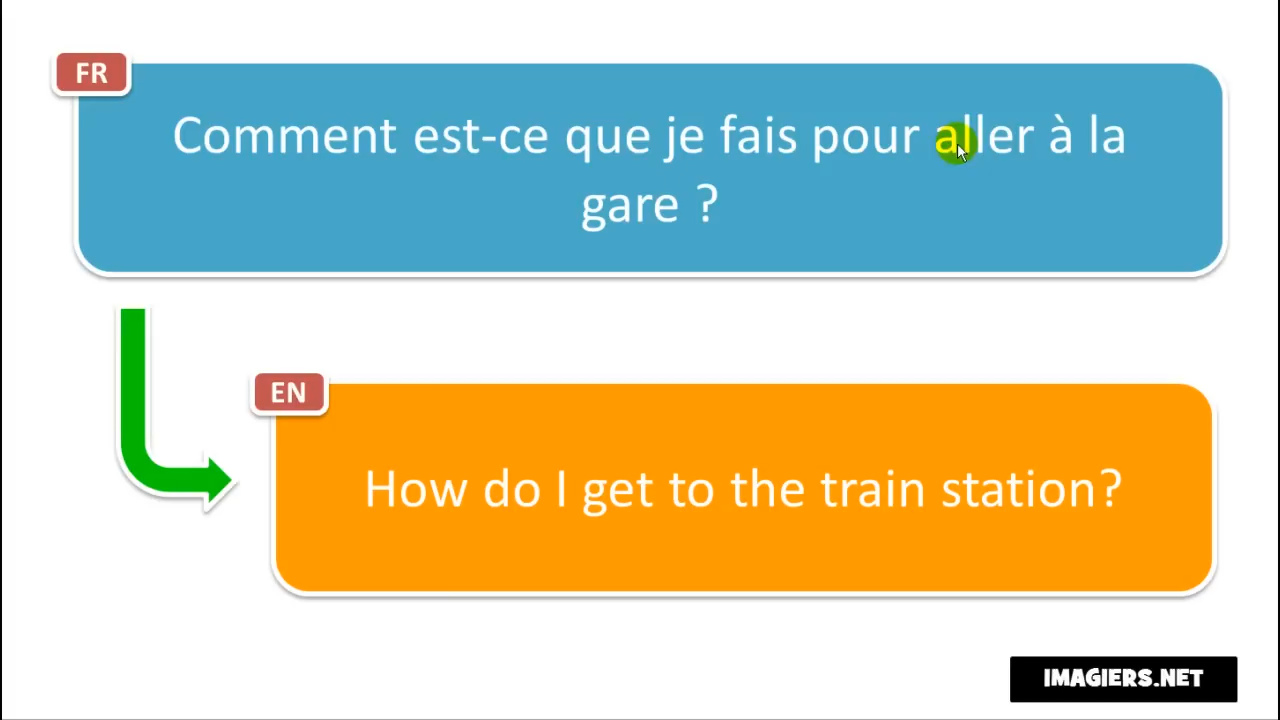 FR
Comment est-ce que je fais pour aller à la
gare ?
EN
How do I get to the train station?
IMAGIERS.NET